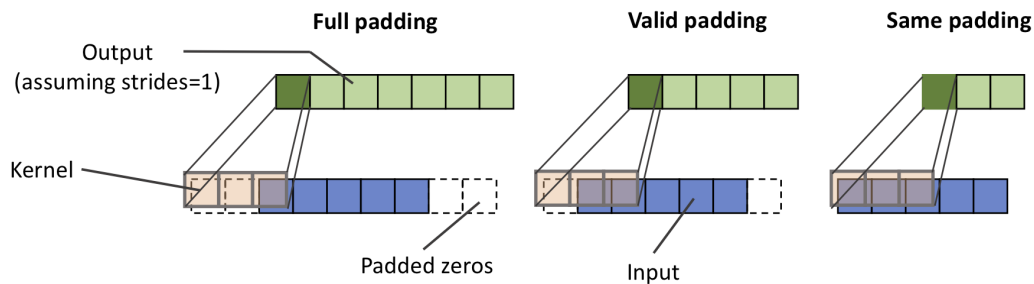 Full padding
Valid padding
Same padding
Output
(assuming strides=1)
Kernel
Padded zeros
Input